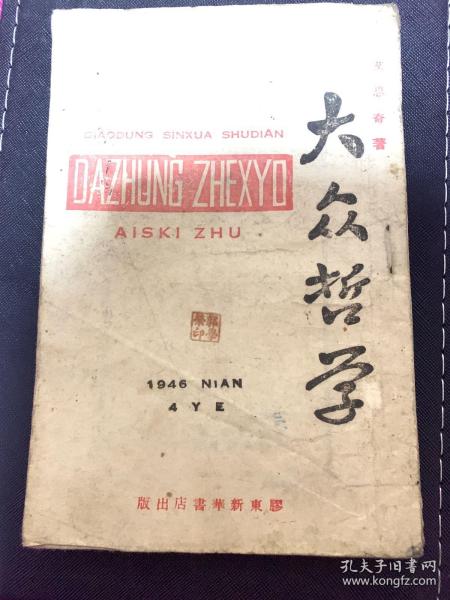 艾思奇著
大众哲学
GIAODUNG SINXUA SHUDIAN
DAZHUNG ZHEXYO
AISKI ZHU
1946 NIAN
4 YE
版出店書華新東膠
孔夫子旧书网
www.kongfz.com